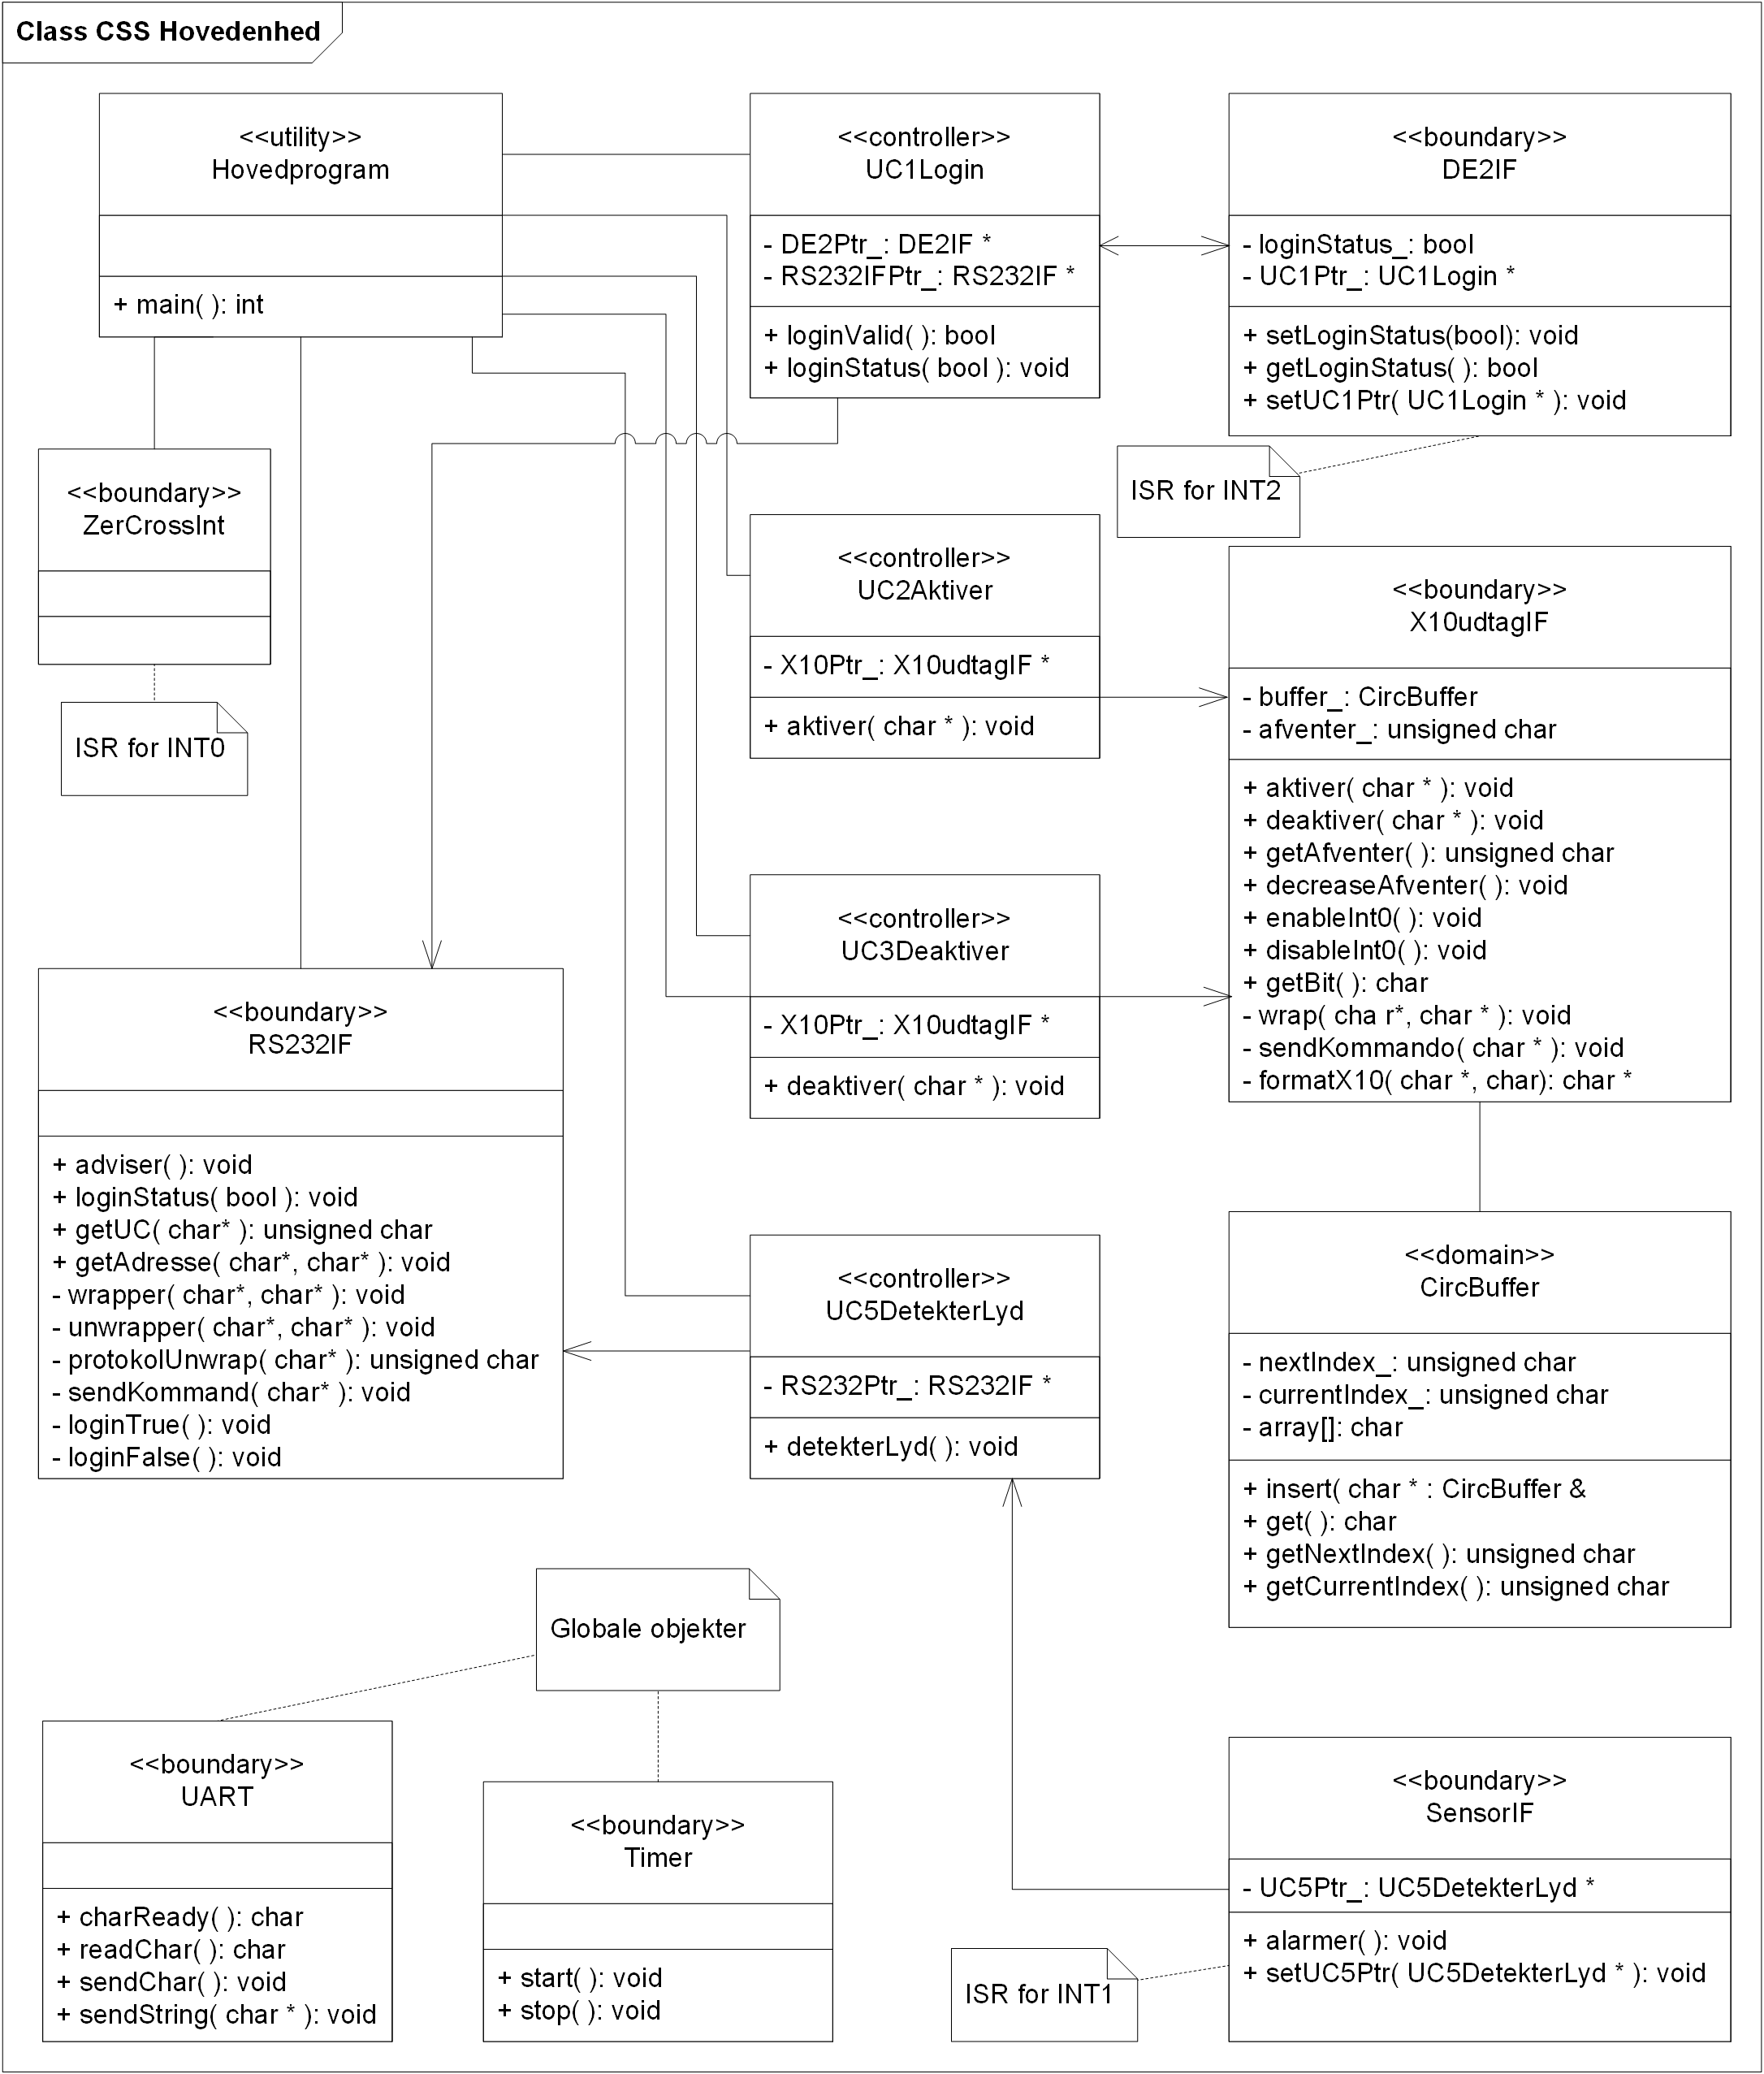 Class CSS Hovedenhed
<<utility>>
Hovedprogram
+ main( ): int
<<controller>>
UC1Login
- DE2Ptr_: DE2IF *
- RS232IFPtr_: RS232IF *
+ loginValid( ): bool
+ loginStatus( bool ): void
<<boundary>>
DE2IF
- loginStatus_: bool
- UC1Ptr_: UC1Login *
+ setLoginStatus(bool): void
+ getLoginStatus( ): bool
+ setUC1Ptr( UC1Login * ): void
ISR for INT2
<<boundary>>
ZerCrossInt
ISR for INT0
<<controller>>
UC2Aktiver
- X10Ptr_: X10udtagIF *
+ aktiver( char * ): void
<<boundary>>
X10udtagIF
- buffer_: CircBuffer
- afventer_: unsigned char
+ aktiver( char * ): void
+ deaktiver( char * ): void
+ getAfventer( ): unsigned char
+ decreaseAfventer( ): void
+ enableInt0( ): void
+ disableInt0( ): void
+ getBit( ): char
- wrap( cha r*, char * ): void
- sendKommando( char * ): void
- formatX10( char *, char): char *
<<controller>>
UC3Deaktiver
- X10Ptr_: X10udtagIF *
+ deaktiver( char * ): void
<<boundary>>
RS232IF
+ adviser( ): void
+ loginStatus( bool ): void
+ getUC( char* ): unsigned char
+ getAdresse( char*, char* ): void
- wrapper( char*, char* ): void
- unwrapper( char*, char* ): void
- protokolUnwrap( char* ): unsigned char
- sendKommand( char* ): void
- loginTrue( ): void
- loginFalse( ): void
<<controller>>
UC5DetekterLyd
- RS232Ptr_: RS232IF *
+ detekterLyd( ): void
<<domain>>
CircBuffer
- nextIndex_: unsigned char
- currentIndex_: unsigned char
- array[]: char
+ insert( char * : CircBuffer &
+ get( ): char
+ getNextIndex( ): unsigned char
+ getCurrentIndex( ): unsigned char
Globale objekter
<<boundary>>
UART
+ charReady( ): char
+ readChar( ): char
+ sendChar( ): void
+ sendString( char * ): void
<<boundary>>
Timer
+ start( ): void
+ stop( ): void
<<boundary>>
SensorIF
- UC5Ptr_: UC5DetekterLyd *
+ alarmer( ): void
+ setUC5Ptr( UC5DetekterLyd * ): void
ISR for INT1